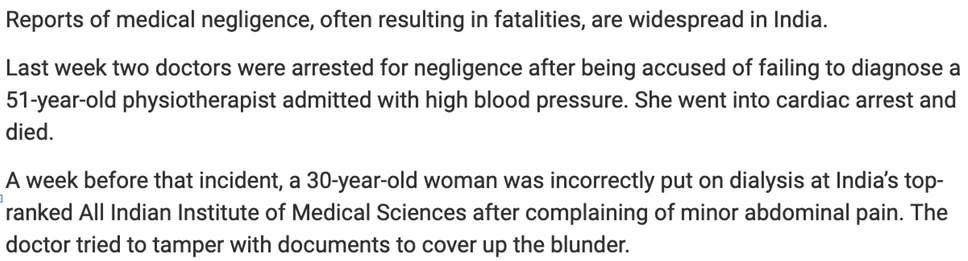 Reports of medical negligence, often resulting in fatalities, are widespread in India.
Last week two doctors were arrested for negligence after being accused of failing to diagnose a
51-year-old physiotherapist admitted with high blood pressure. She went into cardiac arrest and
died.
A week before that incident, a 30-year-old woman was incorrectly put on dialysis at India's top-
ranked All Indian Institute of Medical Sciences after complaining of minor abdominal pain. The
doctor tried to tamper with documents to cover up the blunder.